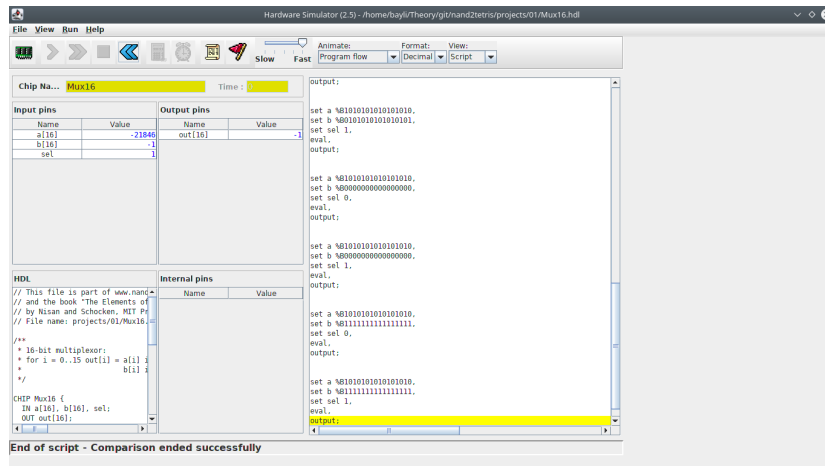 Hardware Simulator (2.5) - /home/bayli/Theory/git/nand2tetris/projects/01/Mux16.hdl
File View Run Help
Slow Fast
Animate: Format: View:
Program flow Decimal Script
Chip Na... Mux16 Time :
Input pins
Name Value
a[16] -21846
b[16] -1
sel 1
Output pins
Name Value
out[16] -1
HDL
// This file is part of www.nand
// and the book "The Elements of
// by Nisan and Schocken, MIT Pr
// File name: projects/01/Mux16.
/**
* 16-bit multiplexor:
* for i = 0..15 out[i] = a[i] i
* b[i] i
*/
CHIP Mux16 {
IN a[16], b[16], sel;
OUT out[16];
Internal pins
Name Value
output;
set a %B1010101010101010,
set b %B0101010101010101,
set sel 1,
eval,
output;
set a %B1010101010101010,
set b %B0000000000000000,
set sel 0,
eval,
output;
set a %B1010101010101010,
set b %B0000000000000000,
set sel 1,
eval,
output;
set a %B1010101010101010,
set b %B1111111111111111,
set sel 0,
eval,
output;
set a %B1010101010101010,
set b %B1111111111111111,
set sel 1,
eval,
output;
End of script - Comparison ended successfully